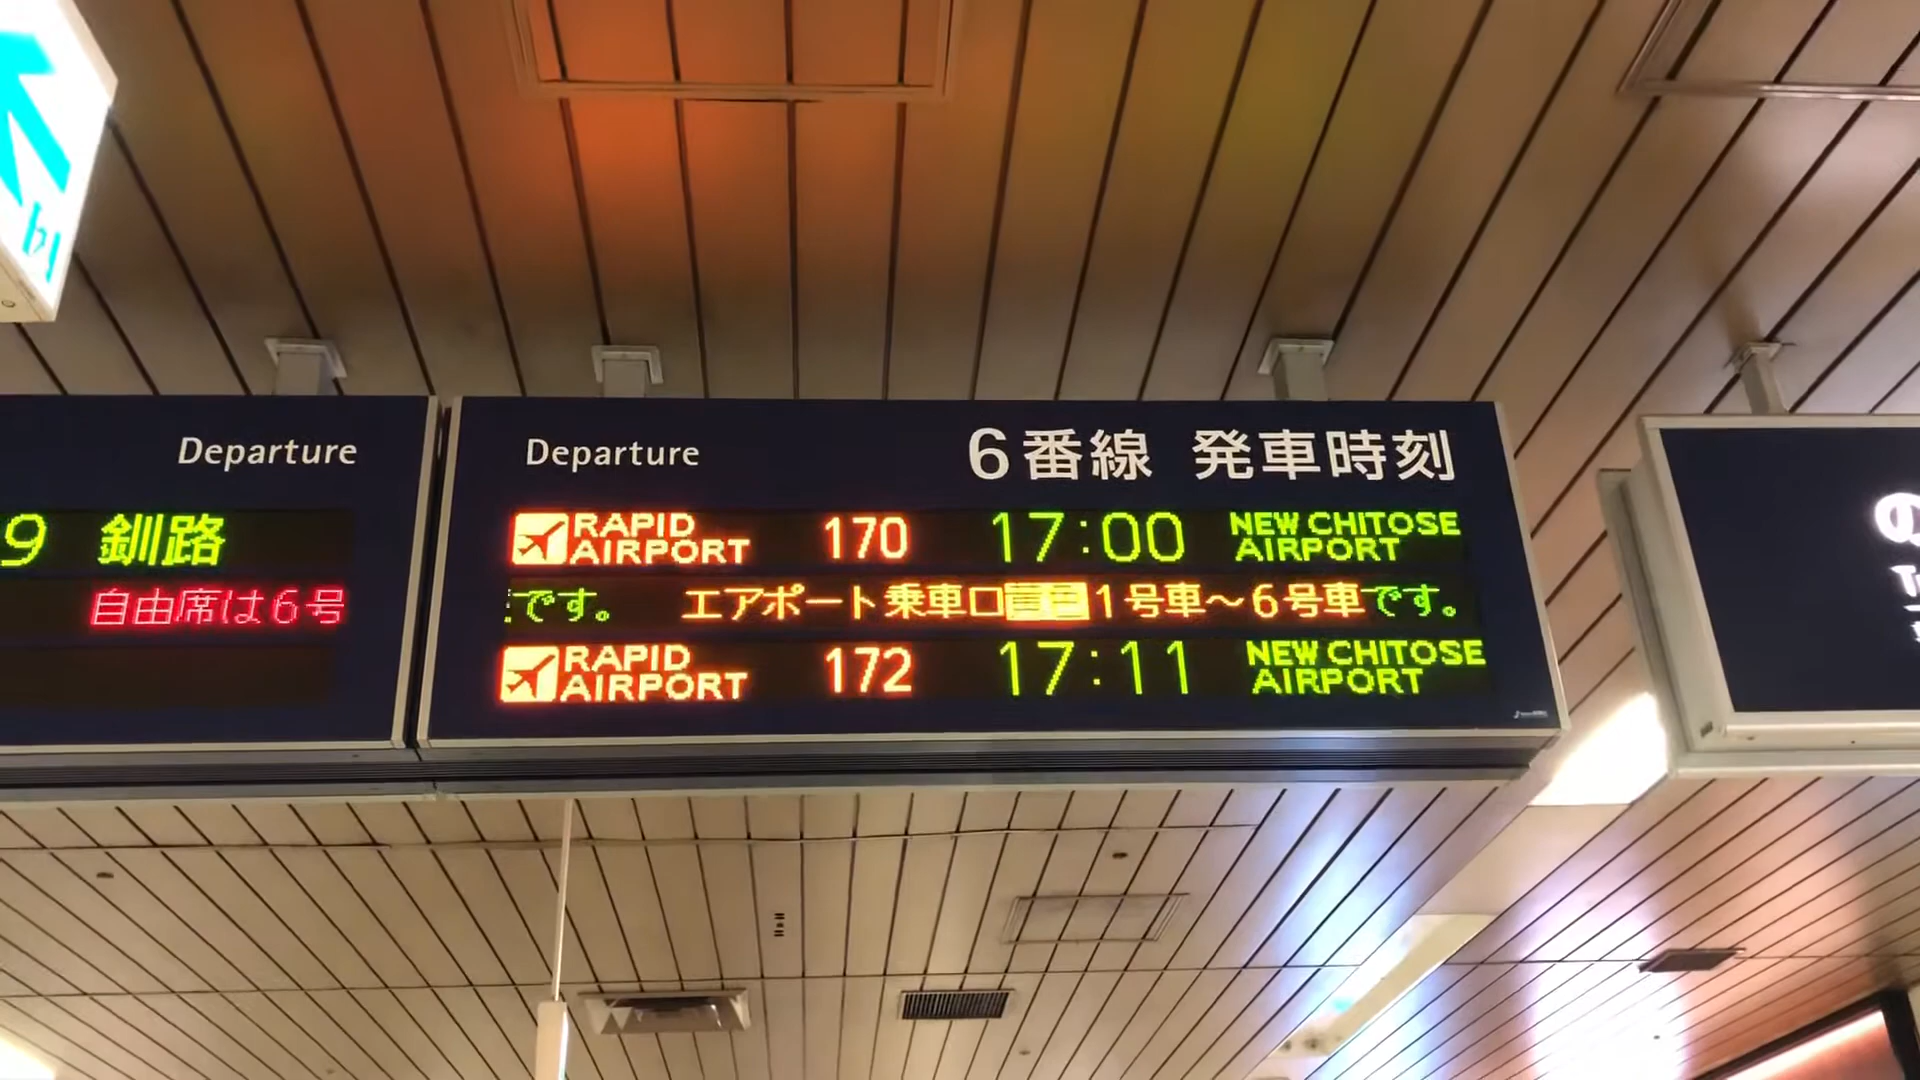 Departure
9 釧路
自由席は6号
Departure
6番線 発車時刻
RAPID AIRPORT 170 17:00 NEW CHITOSE AIRPORT
です。 エアポート乗車口 1号車～6号車です。
RAPID AIRPORT 172 17:11 NEW CHITOSE AIRPORT
の